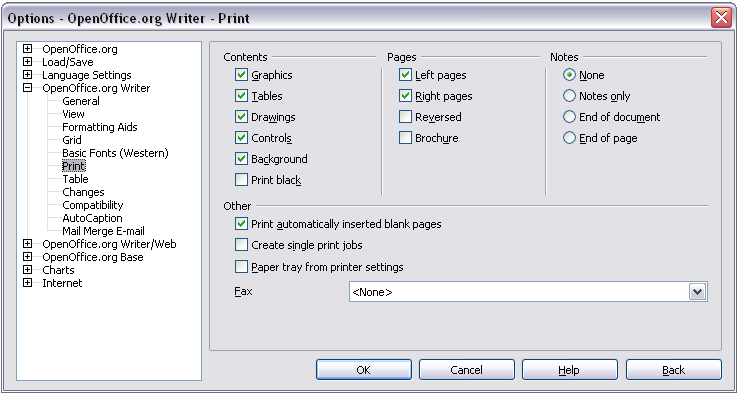 Options - OpenOffice.org Writer - Print
OpenOffice.org
Load/Save
Language Settings
OpenOffice.org Writer
General
View
Formatting Aids
Grid
Basic Fonts (Western)
Print
Table
Changes
Compatibility
AutoCaption
Mail Merge E-mail
OpenOffice.org Writer/Web
OpenOffice.org Base
Charts
Internet
Contents
Graphics
Tables
Drawings
Controls
Background
Print black
Pages
Left pages
Right pages
Reversed
Brochure
Notes
None
Notes only
End of document
End of page
Other
Print automatically inserted blank pages
Create single print jobs
Paper tray from printer settings
Fax
<None>
OK
Cancel
Help
Back